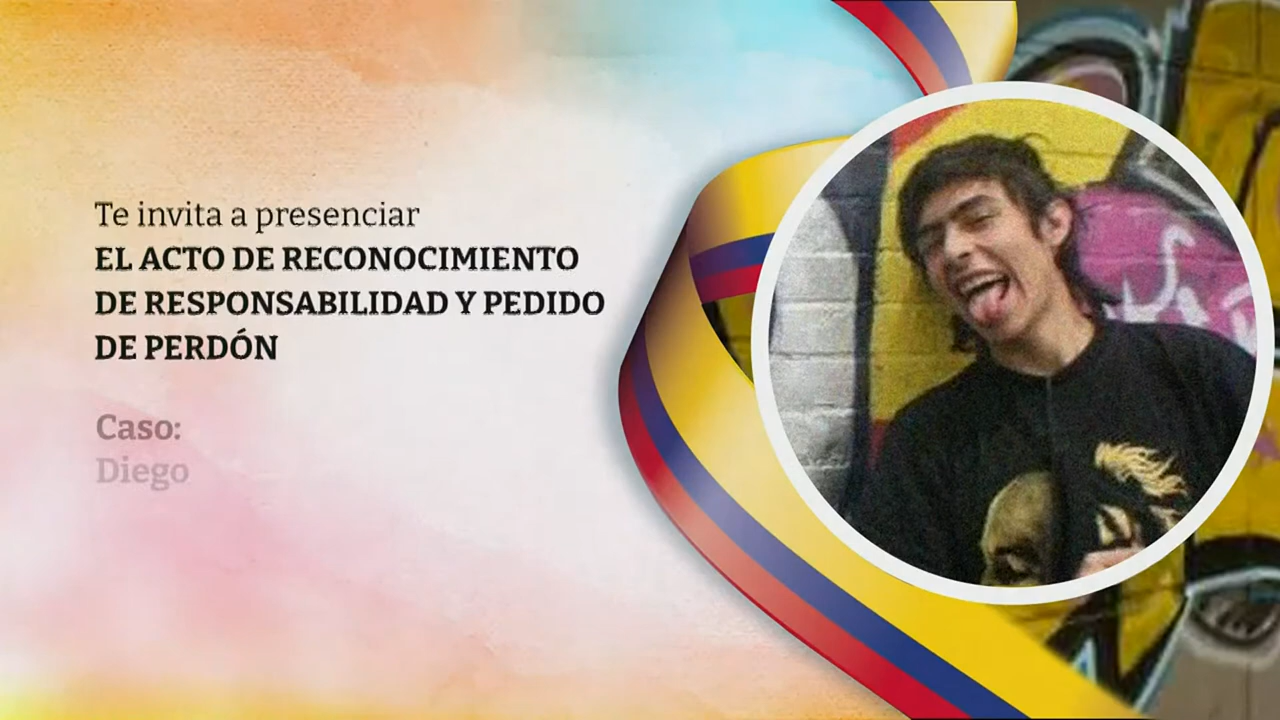 Te invita a presenciar
EL ACTO DE RECONOCIMIENTO
DE RESPONSABILIDAD Y PEDIDO
DE PERDÓN
Caso:
Diego